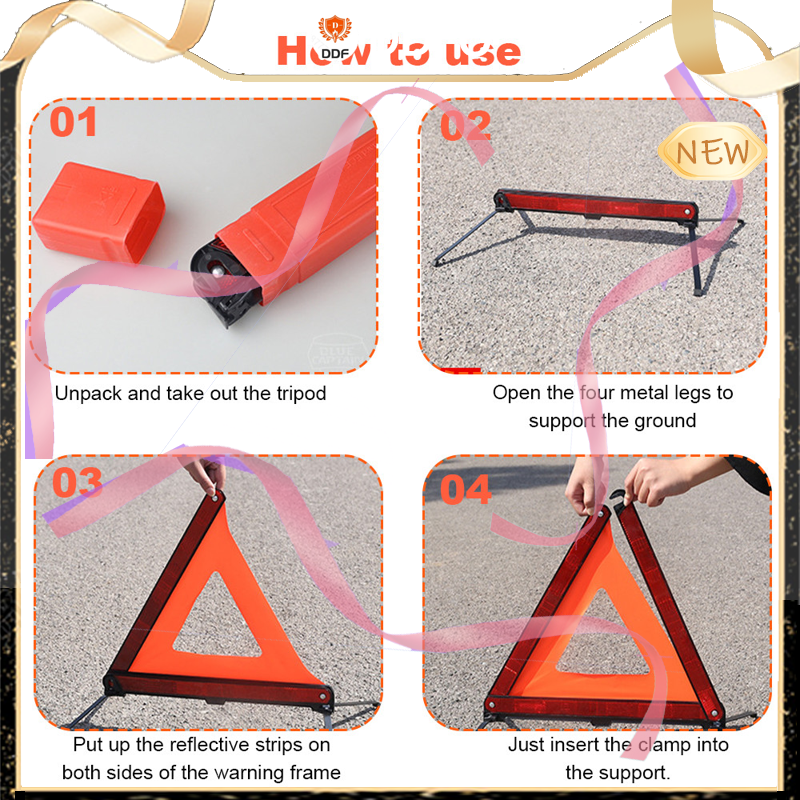 DDF
How to use
01
02
NEW
Unpack and take out the tripod
Open the four metal legs to
support the ground
03
04
Put up the reflective strips on
both sides of the warning frame
Just insert the clamp into
the support.